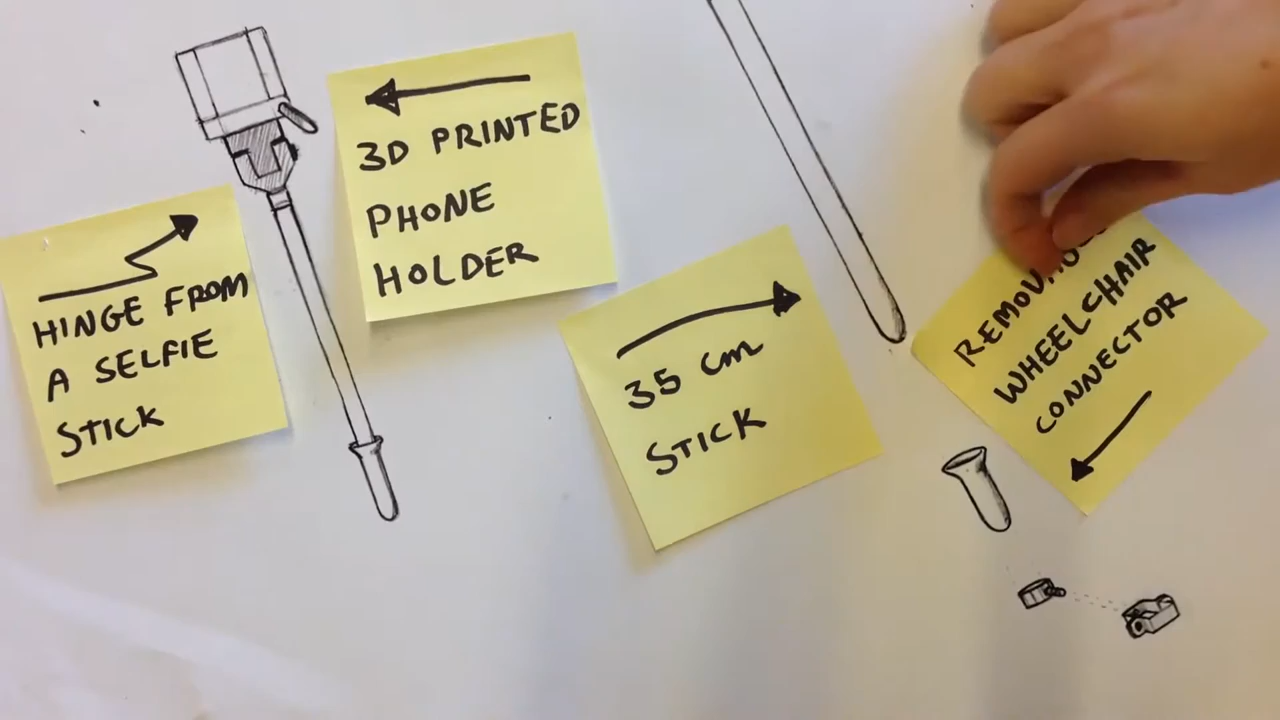 HINGE FROM
A SELFIE
STICK
3D PRINTED
PHONE
HOLDER
35 cm
STICK
WHEELCHAIR
CONNECTOR